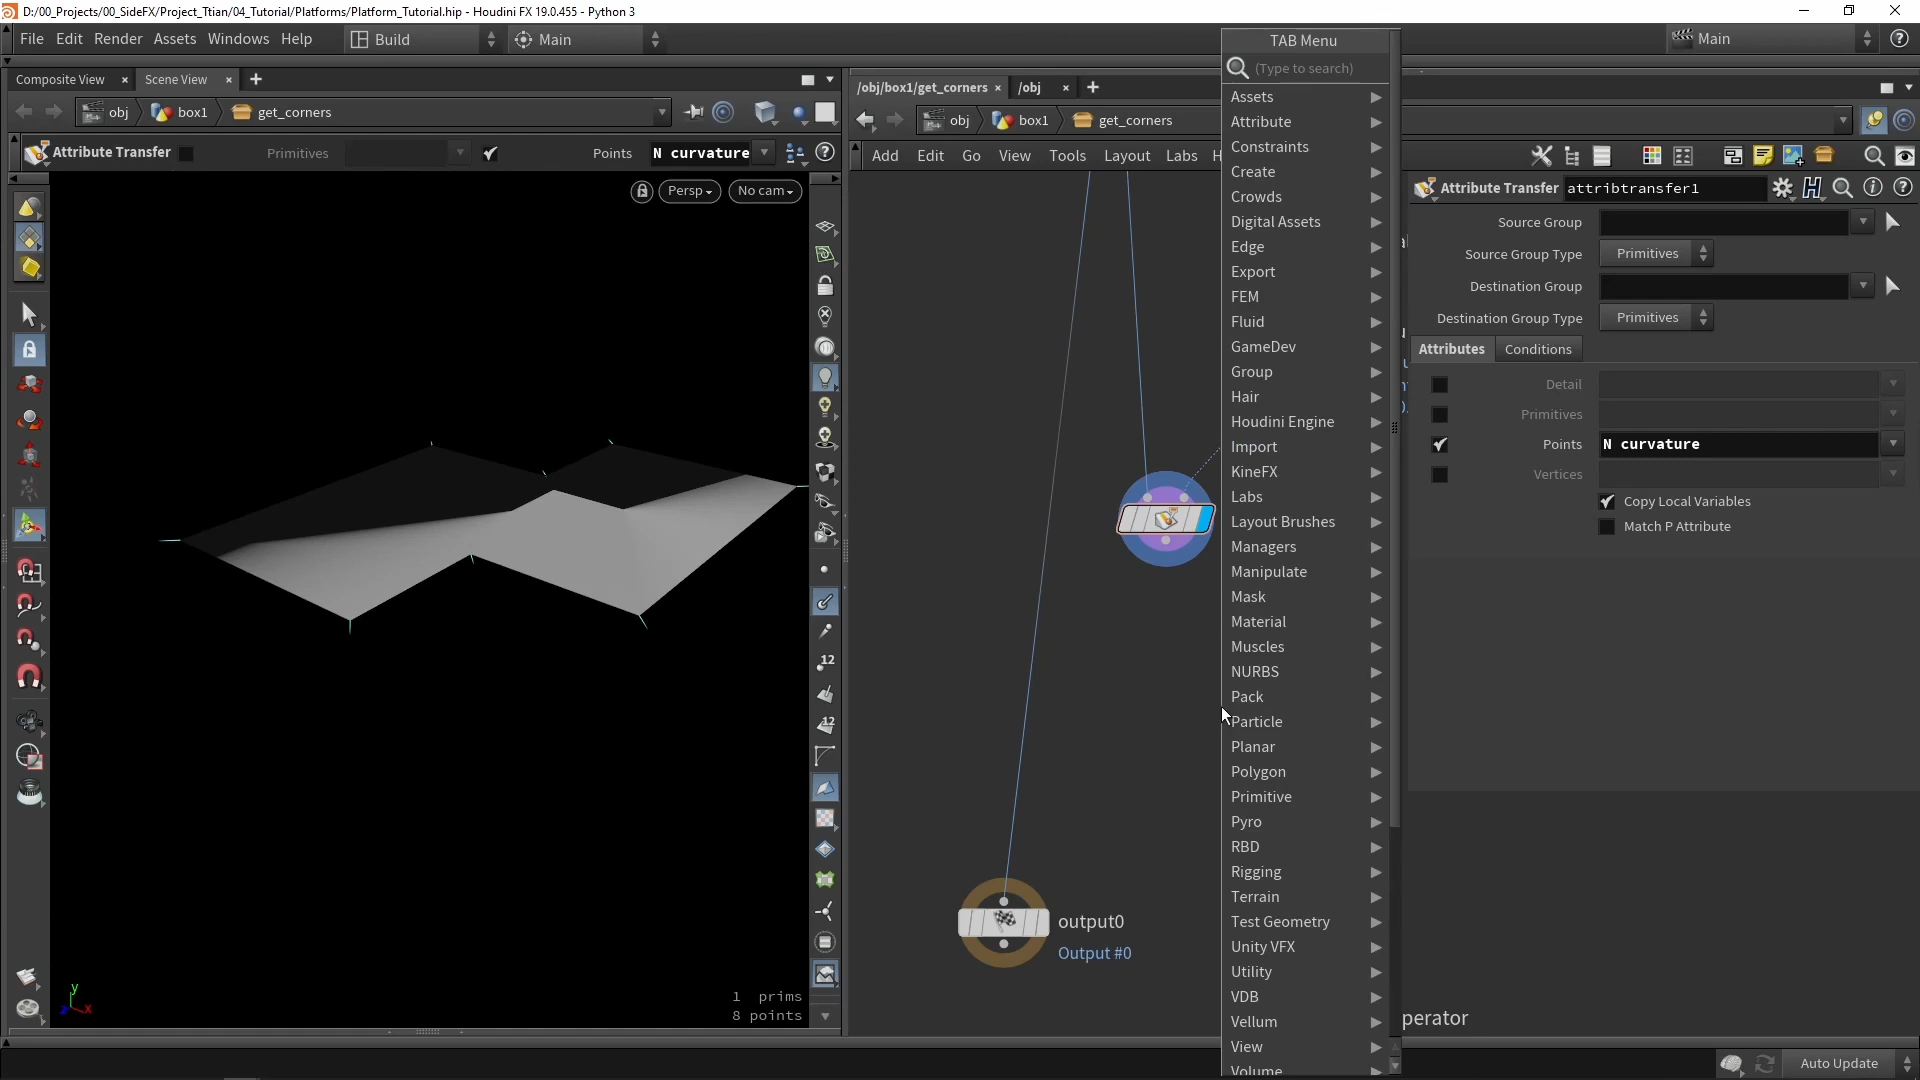 D:/00_Projects/00_SideFX/Project_Ttian/04_Tutorial/Platforms/Platform_Tutorial.hip - Houdini FX 19.0.455 - Python 3
File Edit Render Assets Windows Help Build Main Main
Composite View Scene View
obj box1 get_corners
Attribute Transfer Primitives Points N curvature
Persp No cam
12
12
1 prims
8 points
y
x
z
/obj/box1/get_corners /obj
obj box1 get_corners
Add Edit Go View Tools Layout Labs H
output0
Output #0
perator
TAB Menu
(Type to search)
Assets
Attribute
Constraints
Create
Crowds
Digital Assets
Edge
Export
FEM
Fluid
GameDev
Group
Hair
Houdini Engine
Import
KineFX
Labs
Layout Brushes
Managers
Manipulate
Mask
Material
Muscles
NURBS
Pack
Particle
Planar
Polygon
Primitive
Pyro
RBD
Rigging
Terrain
Test Geometry
Unity VFX
Utility
VDB
Vellum
View
Volume
Attribute Transfer attribtransfer1
Source Group
Source Group Type Primitives
Destination Group
Destination Group Type Primitives
Attributes Conditions
Detail
Primitives
Points N curvature
Vertices
Copy Local Variables
Match P Attribute
Auto Update